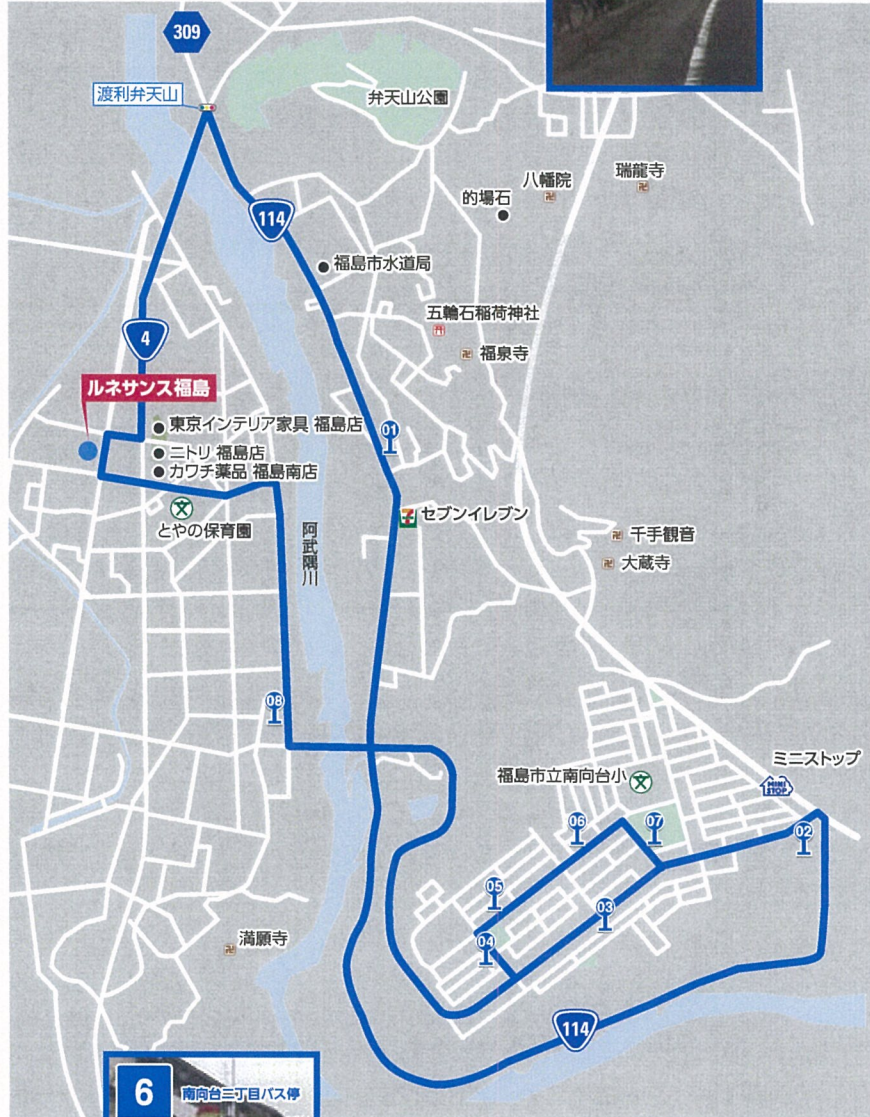 309
渡利弁天山
弁天山公園
八幡院
瑞龍寺
的場石
114
福島市水道局
五輪石稲荷神社
4
福泉寺
ルネサンス福島
東京インテリア家具 福島店
01
ニトリ 福島店
カワチ薬品 福島南店
7
セブンイレブン
とやの保育園
阿武隈川
千手観音
大蔵寺
08
ミニストップ
福島市立南向台小
MINI
STOP
06
07
02
05
03
04
満願寺
114
6
南向台二丁目バス停